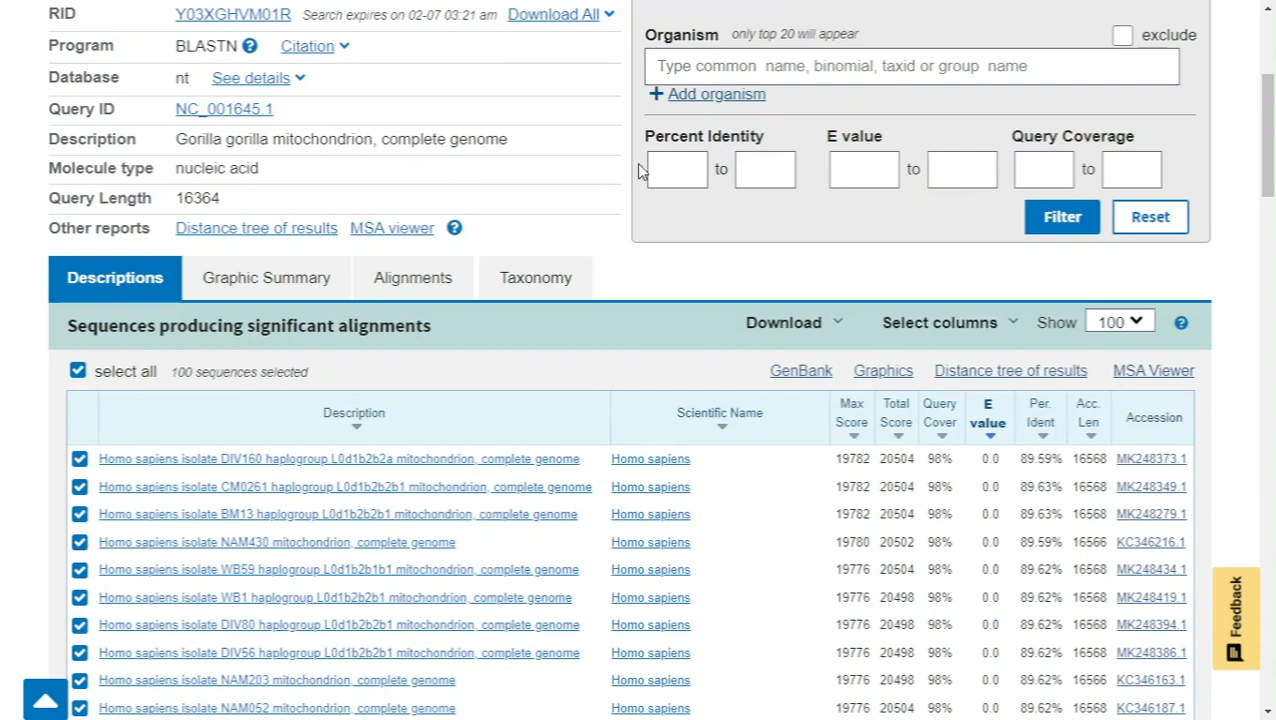 RID Y03XGHVM01R Search expires on 02-07 03:21 am Download All
Program BLASTN ? Citation
Database nt See details
Query ID NC_001645.1
Description Gorilla gorilla mitochondrion, complete genome
Molecule type nucleic acid
Query Length 16364
Other reports Distance tree of results MSA viewer ?
Organism only top 20 will appear exclude
Type common name, binomial, taxid or group name
+ Add organism
Percent Identity E value Query Coverage
to to to
Filter Reset
Descriptions Graphic Summary Alignments Taxonomy
Sequences producing significant alignments Download Select columns Show 100 ?
select all 100 sequences selected GenBank Graphics Distance tree of results MSA Viewer
Description Scientific Name Max Score Total Score Query Cover E value Per. Ident Acc. Len Accession
Homo sapiens isolate DIV160 haplogroup L0d1b2b2a mitochondrion, complete genome Homo sapiens 19782 20504 98% 0.0 89.59% 16568 MK248373.1
Homo sapiens isolate CM0261 haplogroup L0d1b2b2b1 mitochondrion, complete genome Homo sapiens 19782 20504 98% 0.0 89.63% 16568 MK248349.1
Homo sapiens isolate BM13 haplogroup L0d1b2b2b1 mitochondrion, complete genome Homo sapiens 19782 20504 98% 0.0 89.63% 16568 MK248279.1
Homo sapiens isolate NAM430 mitochondrion, complete genome Homo sapiens 19780 20502 98% 0.0 89.59% 16566 KC346216.1
Homo sapiens isolate WB59 haplogroup L0d1b2b1b1 mitochondrion, complete genome Homo sapiens 19776 20504 98% 0.0 89.62% 16568 MK248434.1
Homo sapiens isolate WB1 haplogroup L0d1b2b2b1 mitochondrion, complete genome Homo sapiens 19776 20498 98% 0.0 89.62% 16568 MK248419.1
Homo sapiens isolate DIV80 haplogroup L0d1b2b2b1 mitochondrion, complete genome Homo sapiens 19776 20498 98% 0.0 89.62% 16568 MK248394.1
Homo sapiens isolate DIV56 haplogroup L0d1b2b2b1 mitochondrion, complete genome Homo sapiens 19776 20498 98% 0.0 89.62% 16568 MK248386.1
Homo sapiens isolate NAM203 mitochondrion, complete genome Homo sapiens 19776 20498 98% 0.0 89.62% 16568 KC346163.1
Homo sapiens isolate NAM052 mitochondrion, complete genome Homo sapiens 19776 20498 98% 0.0 89.62% 16568 KC346187.1
Feedback